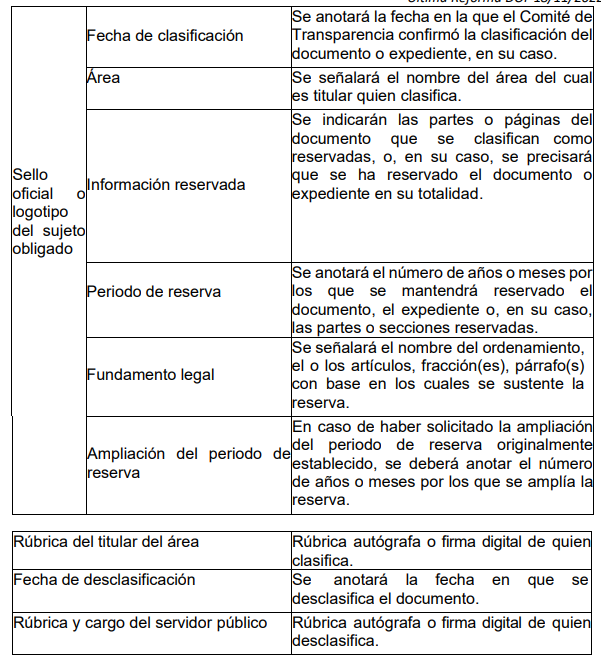 Última Reforma DOF 18/11/2022
Fecha de clasificación
Se anotará la fecha en la que el Comité de
Transparencia confirmó la clasificación del
documento o expediente, en su caso.
Área
Se señalará el nombre del área del cual
es titular quien clasifica.
Sello
oficial o
logotipo
del sujeto
obligado
Información reservada
Se indicarán las partes o páginas del
documento que se clasifican como
reservadas, o, en su caso, se precisará
que se ha reservado el documento o
expediente en su totalidad.
Periodo de reserva
Se anotará el número de años o meses por
los que se mantendrá reservado el
documento, el expediente o, en su caso,
las partes o secciones reservadas.
Fundamento legal
Se señalará el nombre del ordenamiento,
el o los artículos, fracción(es), párrafo(s)
con base en los cuales se sustente la
reserva.
Ampliación del periodo de
reserva
En caso de haber solicitado la ampliación
del periodo de reserva originalmente
establecido, se deberá anotar el número
de años o meses por los que se amplía la
reserva.
Rúbrica del titular del área
Rúbrica autógrafa o firma digital de quien
clasifica.
Fecha de desclasificación
Se anotará la fecha en que se
desclasifica el documento.
Rúbrica y cargo del servidor público
Rúbrica autógrafa o firma digital de quien
desclasifica.